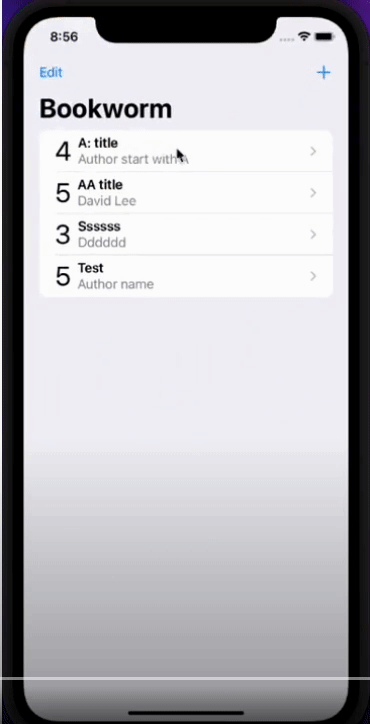 8:56
Edit
Bookworm
4
A: title
Author start with A
5
AA title
David Lee
3
Ssssss
Dddddd
5
Test
Author name